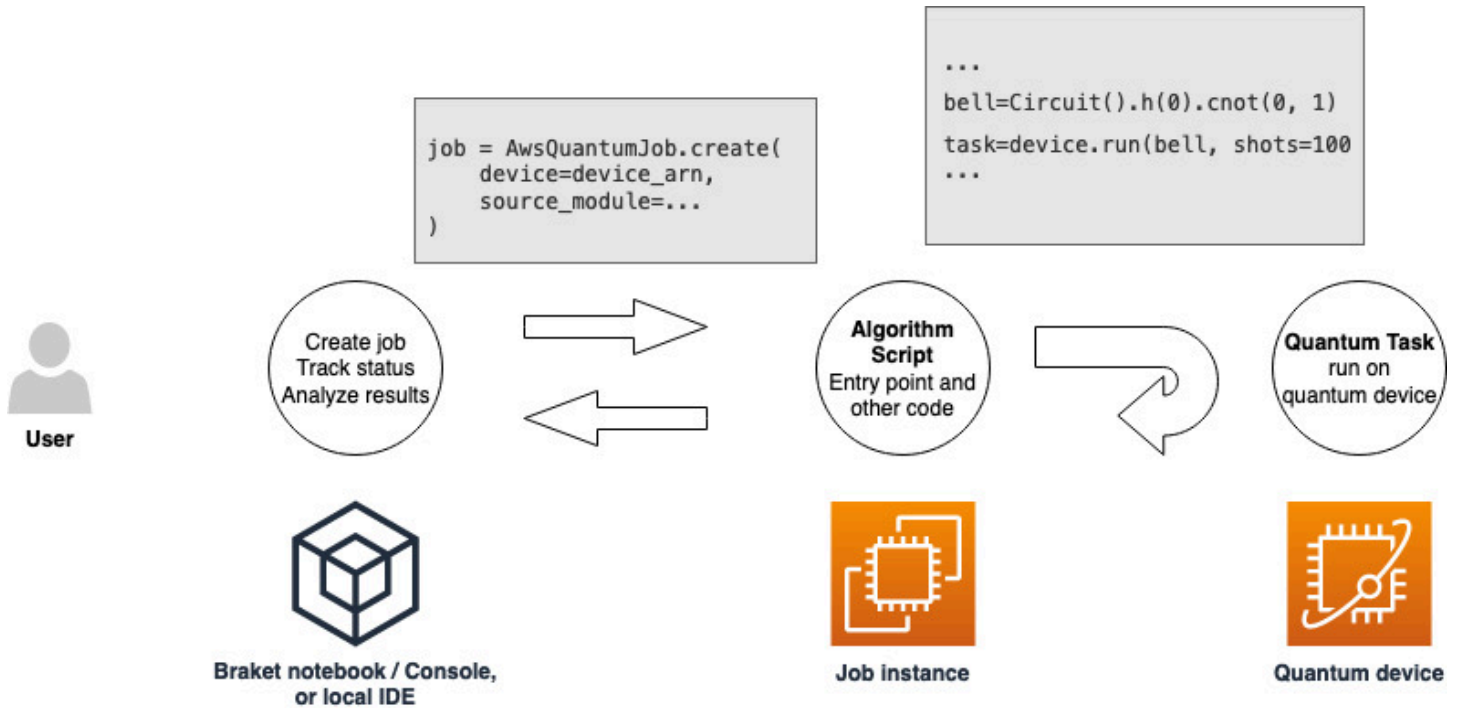 ...
bell=Circuit().h(0).cnot(0, 1)
task=device.run(bell, shots=100
...
job = AwsQuantumJob.create(
    device=device_arn,
    source_module=...
)
User
Create job
Track status
Analyze results
Algorithm
Script
Entry point and
other code
Quantum Task
run on
quantum device
Braket notebook / Console,
or local IDE
Job instance
Quantum device